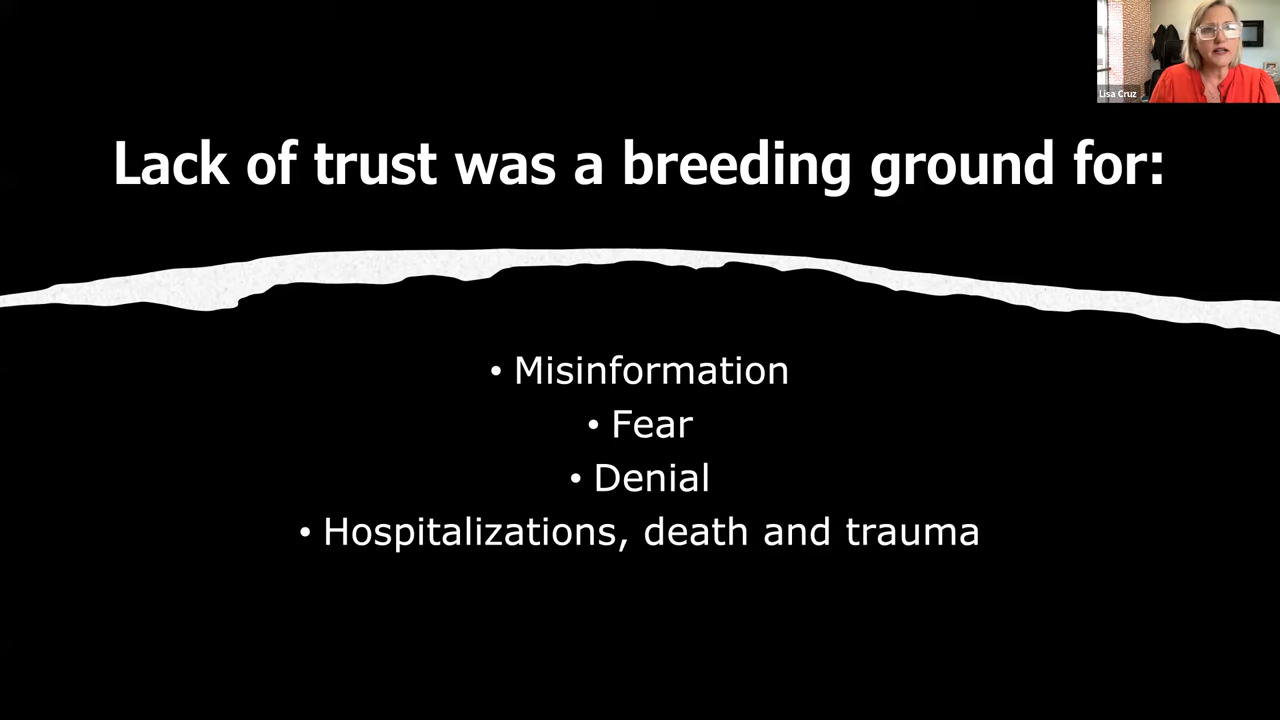 Lisa Cruz
Lack of trust was a breeding ground for:
• Misinformation
• Fear
• Denial
• Hospitalizations, death and trauma